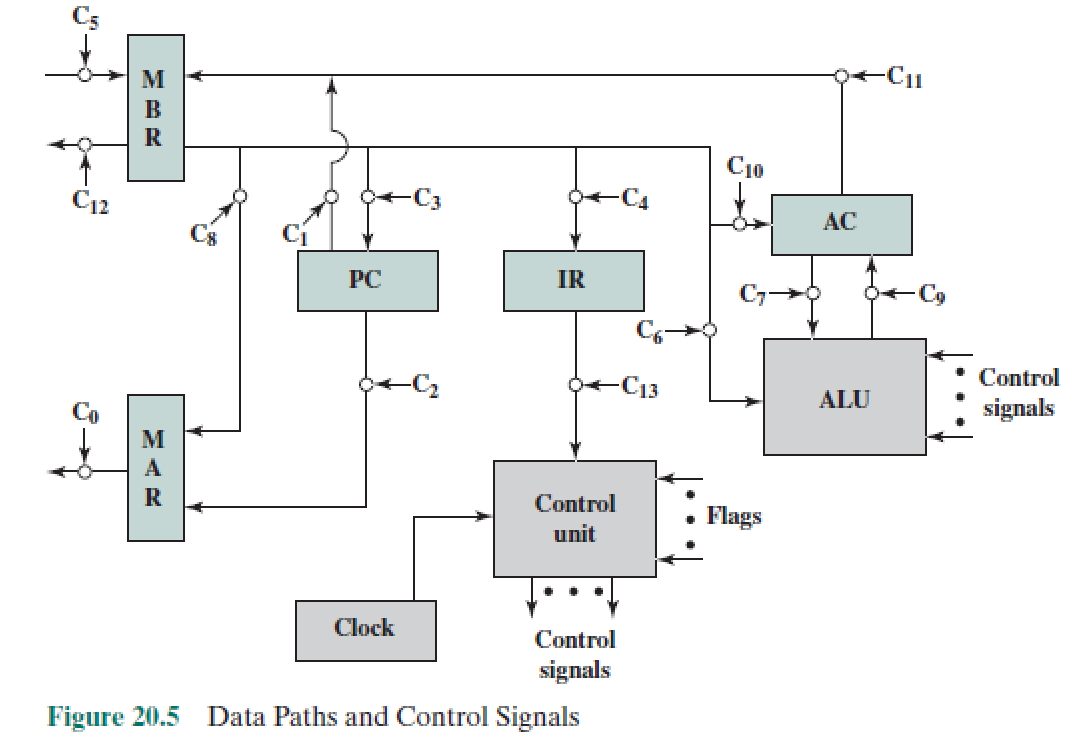 C5
C11
M
B
R
C10
C12
C3
C4
C8
C1
AC
PC
IR
C7
C9
C6
C2
C13
Control
signals
ALU
C0
M
A
R
Control
unit
Flags
Clock
Control
signals
Figure 20.5 Data Paths and Control Signals